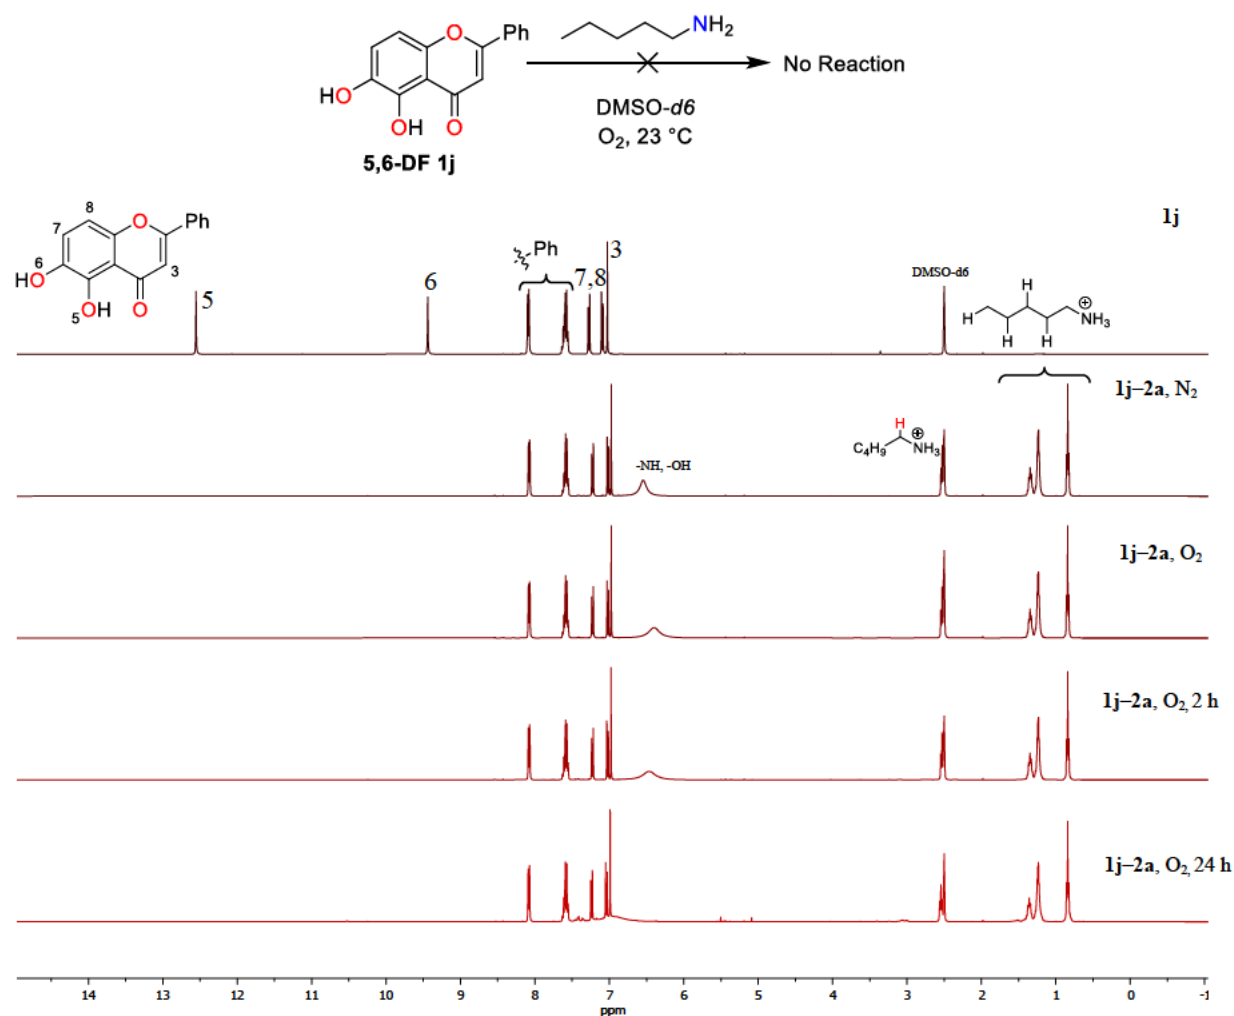 O
Ph
HO
OH
O
5,6-DF 1j
NH2
DMSO-d6
O2, 23 °C
No Reaction
8
7
6
5
3
O
Ph
HO
OH
O
1j
5
6
Ph
7,8
3
DMSO-d6
H
H
H
H
⊕
NH3
1j–2a, N2
-NH, -OH
H
C4H9
⊕
NH3
1j–2a, O2
1j–2a, O2, 2 h
1j–2a, O2, 24 h
14 13 12 11 10 9 8 7 6 5 4 3 2 1 0 -1
ppm